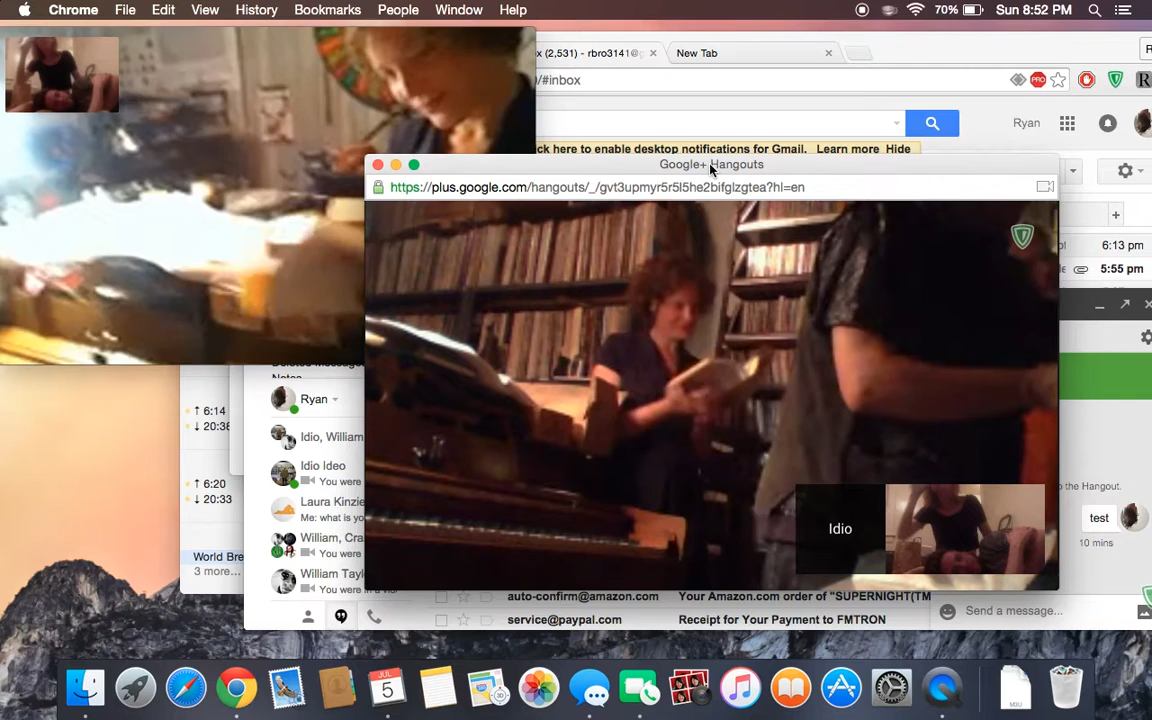 Chrome File Edit View History Bookmarks People Window Help 70% Sun 8:52 PM
x (2,531) - rbro3141@g
New Tab
/#inbox
PRO
Ryan
ck here to enable desktop notifications for Gmail. Learn more Hide
Google+ Hangouts
https://plus.google.com/hangouts/_/gvt3upmyr5r5l5he2bifglzgtea?hl=en
6:13 pm
5:55 pm
Notes
Ryan
↑ 6:14
↓ 20:38
Idio, William
Idio Ideo
You were
↑ 6:20
↓ 20:33
Laura Kinzie
Me: what is yo
o the Hangout.
test
Idio
10 mins
William, Cra
You were
World Bre
3 more...
William Tayl
auto-confirm@amazon.com Your Amazon.com order of "SUPERNIGHT(TM
service@paypal.com Receipt for Your Payment to FMTRON
Send a message...
JUL
5
M3U